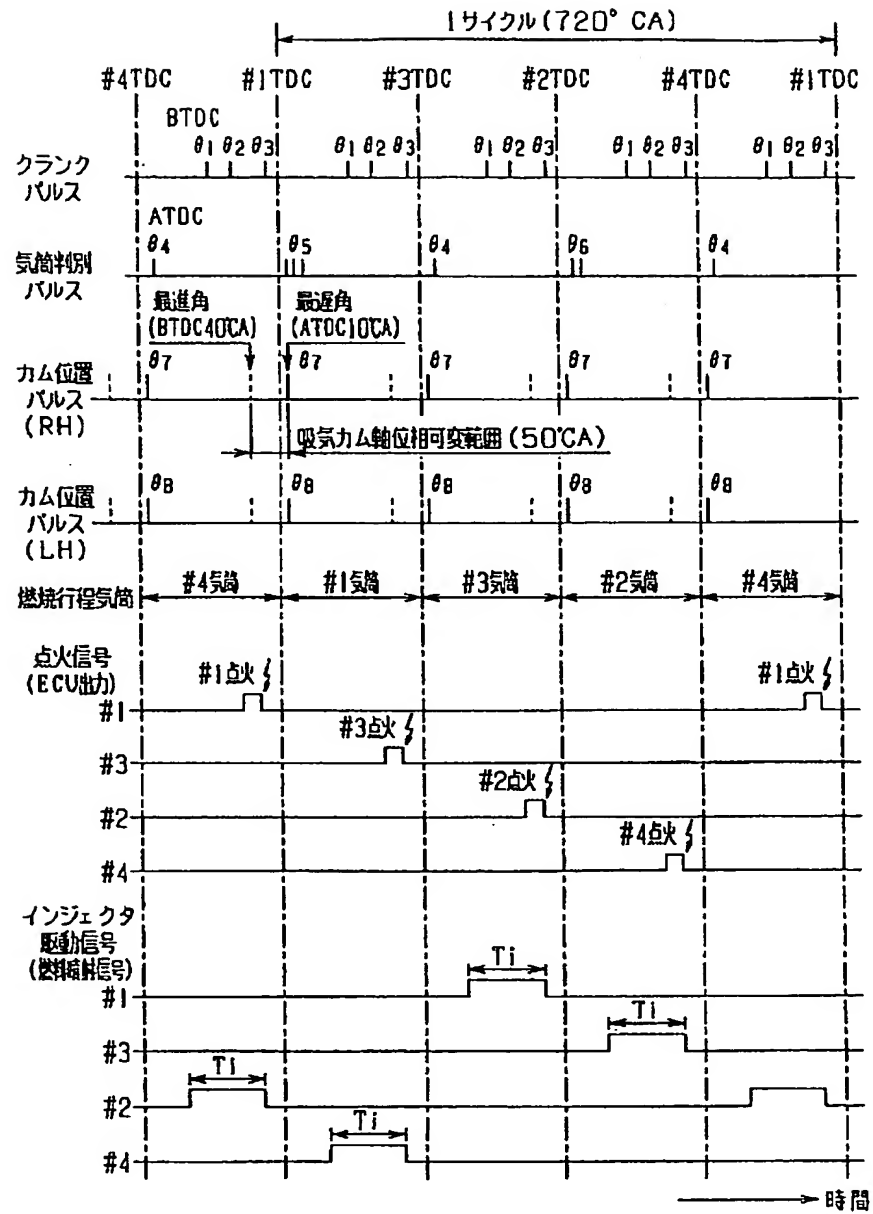 1サイクル(720° CA)
#4TDC #1TDC #3TDC #2TDC #4TDC #1TDC
BTDC
θ1 θ2 θ3 θ1 θ2 θ3 θ1 θ2 θ3 θ1 θ2 θ3 θ1 θ2 θ3
クランク
パルス
ATDC
θ4 θ5 θ4 θ6 θ4
気筒判別
パルス
最進角 最遅角
(BTDC40℃A) (ATDC10℃A)
θ7 θ7 θ7 θ7 θ7
カム位置
パルス
(RH)
吸気カム軸位相可変範囲(50℃A)
θ8 θ8 θ8 θ8 θ8
カム位置
パルス
(LH)
燃焼行程気筒 #4気筒 #1気筒 #3気筒 #2気筒 #4気筒
点火信号
(ECU出力)
#1点火 #1点火
#1
#3点火
#3
#2点火
#2
#4点火
#4
インジェクタ
駆動信号
(燃料噴射信号)
Ti
#1
Ti
#3
Ti
#2
Ti
#4
時間